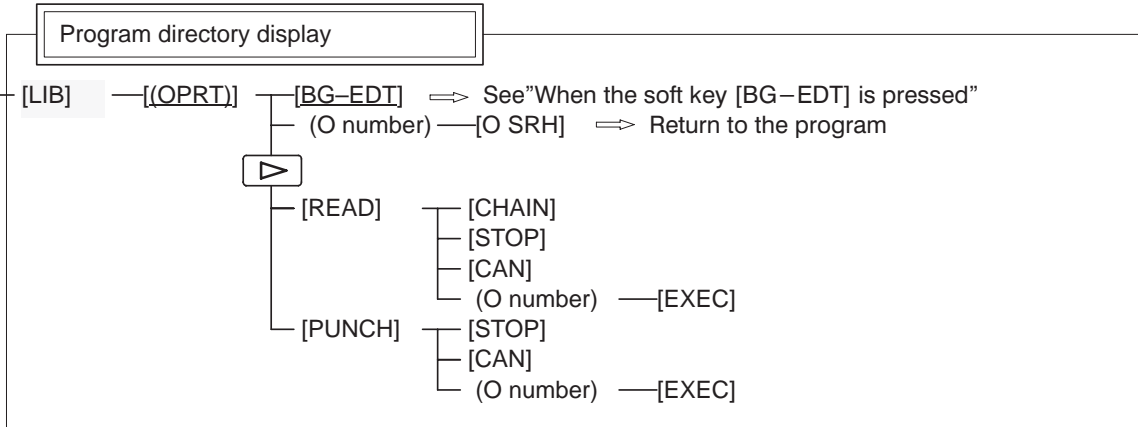 Program directory display
[LIB] [(OPRT)] [BG–EDT] See”When the soft key [BG–EDT] is pressed”
(O number) [O SRH] Return to the program
[READ] [CHAIN]
[STOP]
[CAN]
(O number) [EXEC]
[PUNCH] [STOP]
[CAN]
(O number) [EXEC]